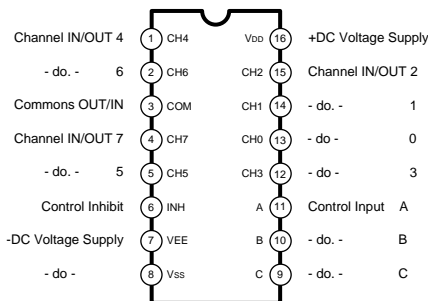 Channel IN/OUT 4 1 CH4 VDD 16 +DC Voltage Supply
- do. - 6 2 CH6 CH2 15 Channel IN/OUT 2
Commons OUT/IN 3 COM CH1 14 - do. - 1
Channel IN/OUT 7 4 CH7 CH0 13 - do - 0
- do. - 5 5 CH5 CH3 12 - do - 3
Control Inhibit 6 INH A 11 Control Input A
-DC Voltage Supply 7 VEE B 10 - do. - B
- do - 8 Vss C 9 - do. - C